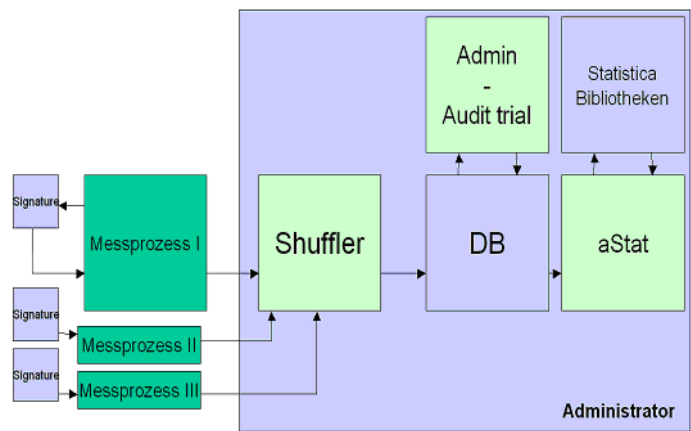 Admin
-
Audit trial
Statistica
Bibliotheken
Signature
Messprozess I
Shuffler
DB
aStat
Signature
Messprozess II
Signature
Messprozess III
Administrator